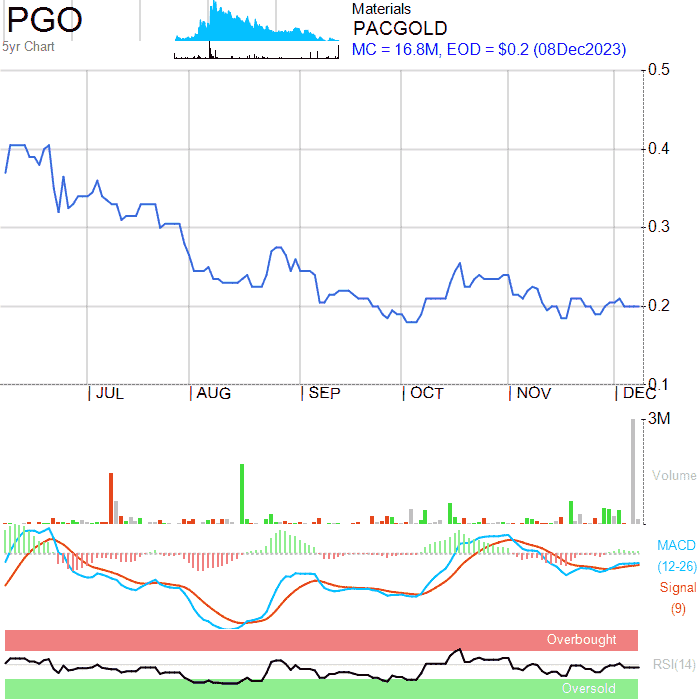 PGO
5yr Chart
Materials
PACGOLD
MC = 16.8M, EOD = $0.2 (08Dec2023)
0.5
0.4
0.3
0.2
0.1
JUL AUG SEP OCT NOV DEC
3M
Volume
MACD
(12-26)
Signal
(9)
Overbought
RSI(14)
Oversold